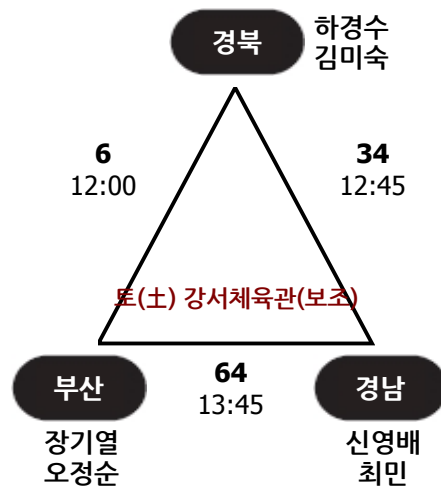 경북
하경수
김미숙
6
12:00
34
12:45
토(土) 강서체육관(보조)
부산
64
13:45
경남
장기열
오정순
신영배
최민